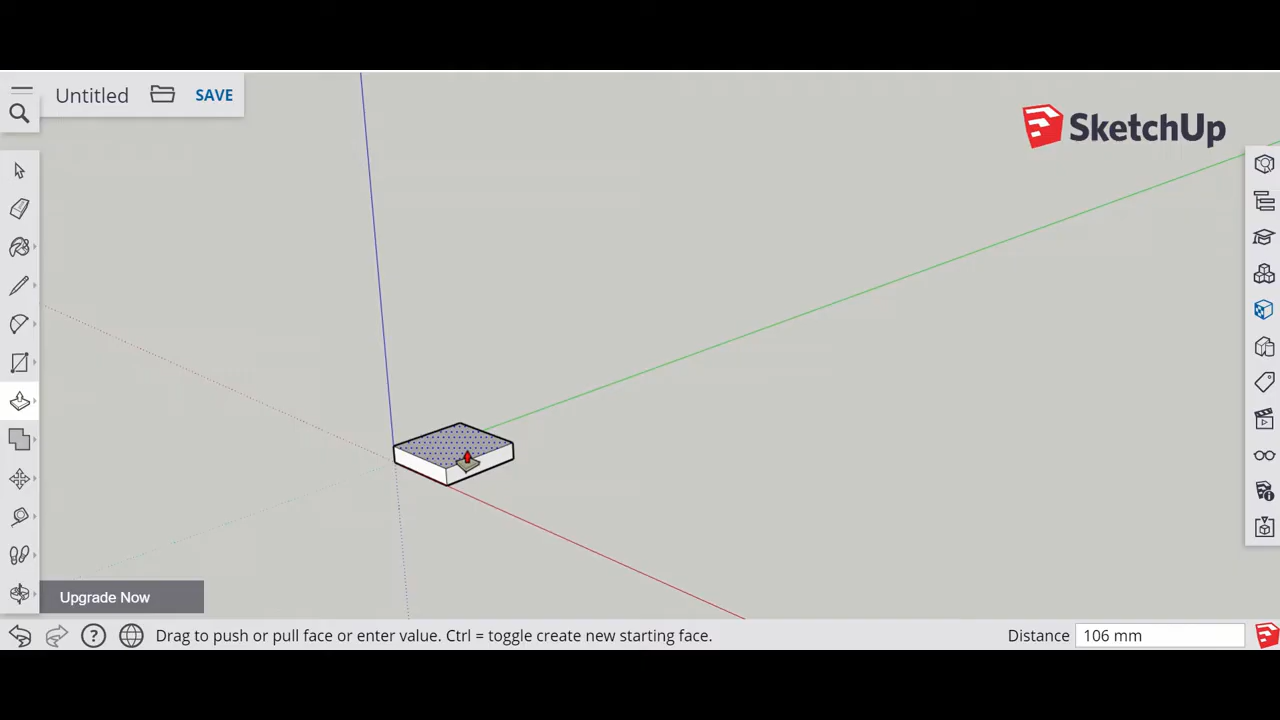 Untitled
SAVE
SketchUp
Upgrade Now
Drag to push or pull face or enter value. Ctrl = toggle create new starting face.
Distance 106 mm